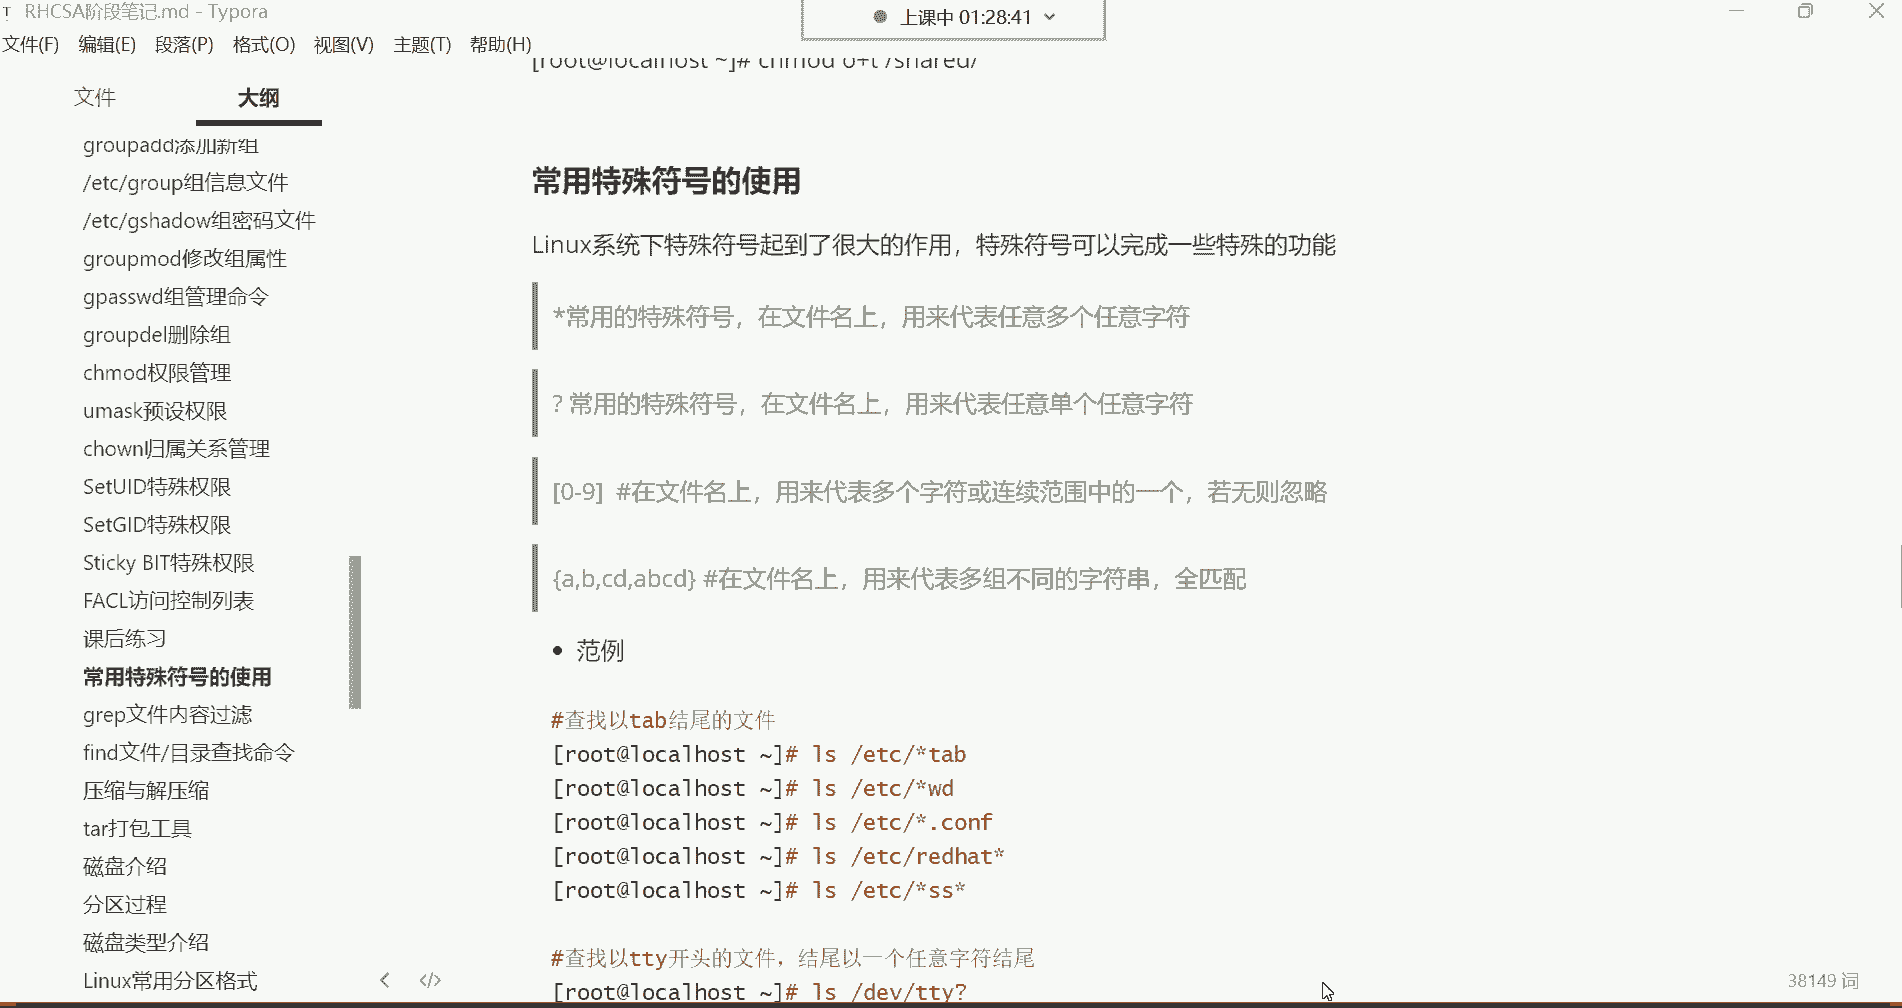 RHCSA阶段笔记.md - Typora
上课中 01:28:41
文件(F) 编辑(E) 段落(P) 格式(O) 视图(V) 主题(T) 帮助(H)
文件 大纲
groupadd添加新组
/etc/group组信息文件
/etc/gshadow组密码文件
groupmod修改组属性
gpasswd组管理命令
groupdel删除组
chmod权限管理
umask预设权限
chown归属关系管理
SetUID特殊权限
SetGID特殊权限
Sticky BIT特殊权限
FACL访问控制列表
课后练习
常用特殊符号的使用
grep文件内容过滤
find文件/目录查找命令
压缩与解压缩
tar打包工具
磁盘介绍
分区过程
磁盘类型介绍
Linux常用分区格式
[root@localhost ~]# chmod o+t /shared/
常用特殊符号的使用
Linux系统下特殊符号起到了很大的作用，特殊符号可以完成一些特殊的功能
*常用的特殊符号，在文件名上，用来代表任意多个任意字符
? 常用的特殊符号，在文件名上，用来代表任意单个任意字符
[0-9] #在文件名上，用来代表多个字符或连续范围中的一个，若无则忽略
{a,b,cd,abcd} #在文件名上，用来代表多组不同的字符串，全匹配
• 范例
#查找以tab结尾的文件
[root@localhost ~]# ls /etc/*tab
[root@localhost ~]# ls /etc/*wd
[root@localhost ~]# ls /etc/*.conf
[root@localhost ~]# ls /etc/redhat*
[root@localhost ~]# ls /etc/*ss*
#查找以tty开头的文件，结尾以一个任意字符结尾
[root@localhost ~]# ls /dev/tty?
38149 词